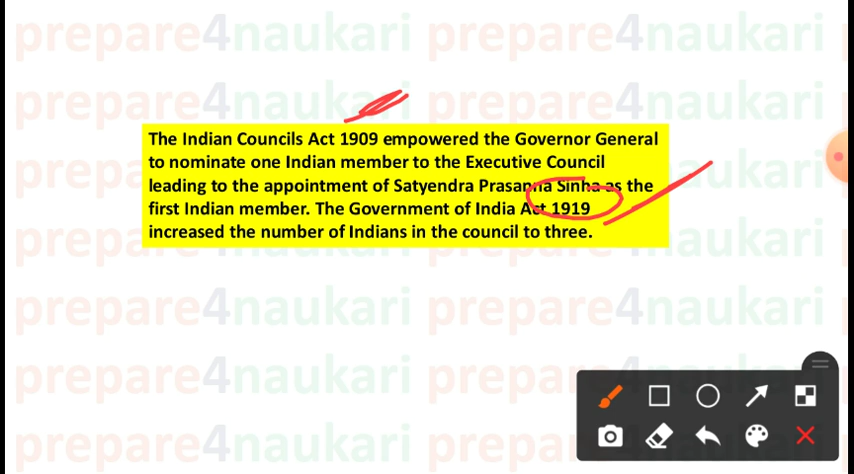 prepare4naukari prepare4naukari
prepare4naukari prepare4naukari
The Indian Councils Act 1909 empowered the Governor General
to nominate one Indian member to the Executive Council
leading to the appointment of Satyendra Prasanna Sinha as the
first Indian member. The Government of India Act 1919
increased the number of Indians in the council to three.
prepare4naukari prepare4naukari
prepare4naukari prepare
prepare4naukari prepa